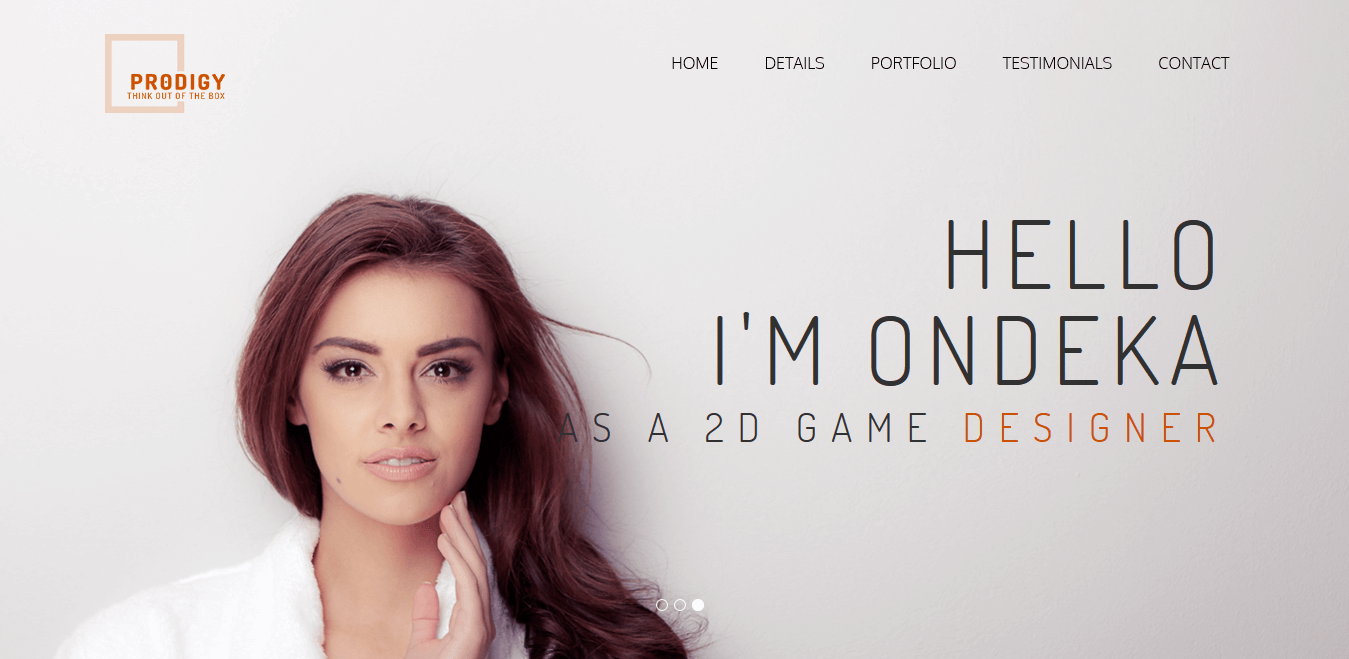 PRODIGY
THINK OUT OF THE BOX
HOME DETAILS PORTFOLIO TESTIMONIALS CONTACT
HELLO
I'M ONDEKA
AS A 2D GAME DESIGNER